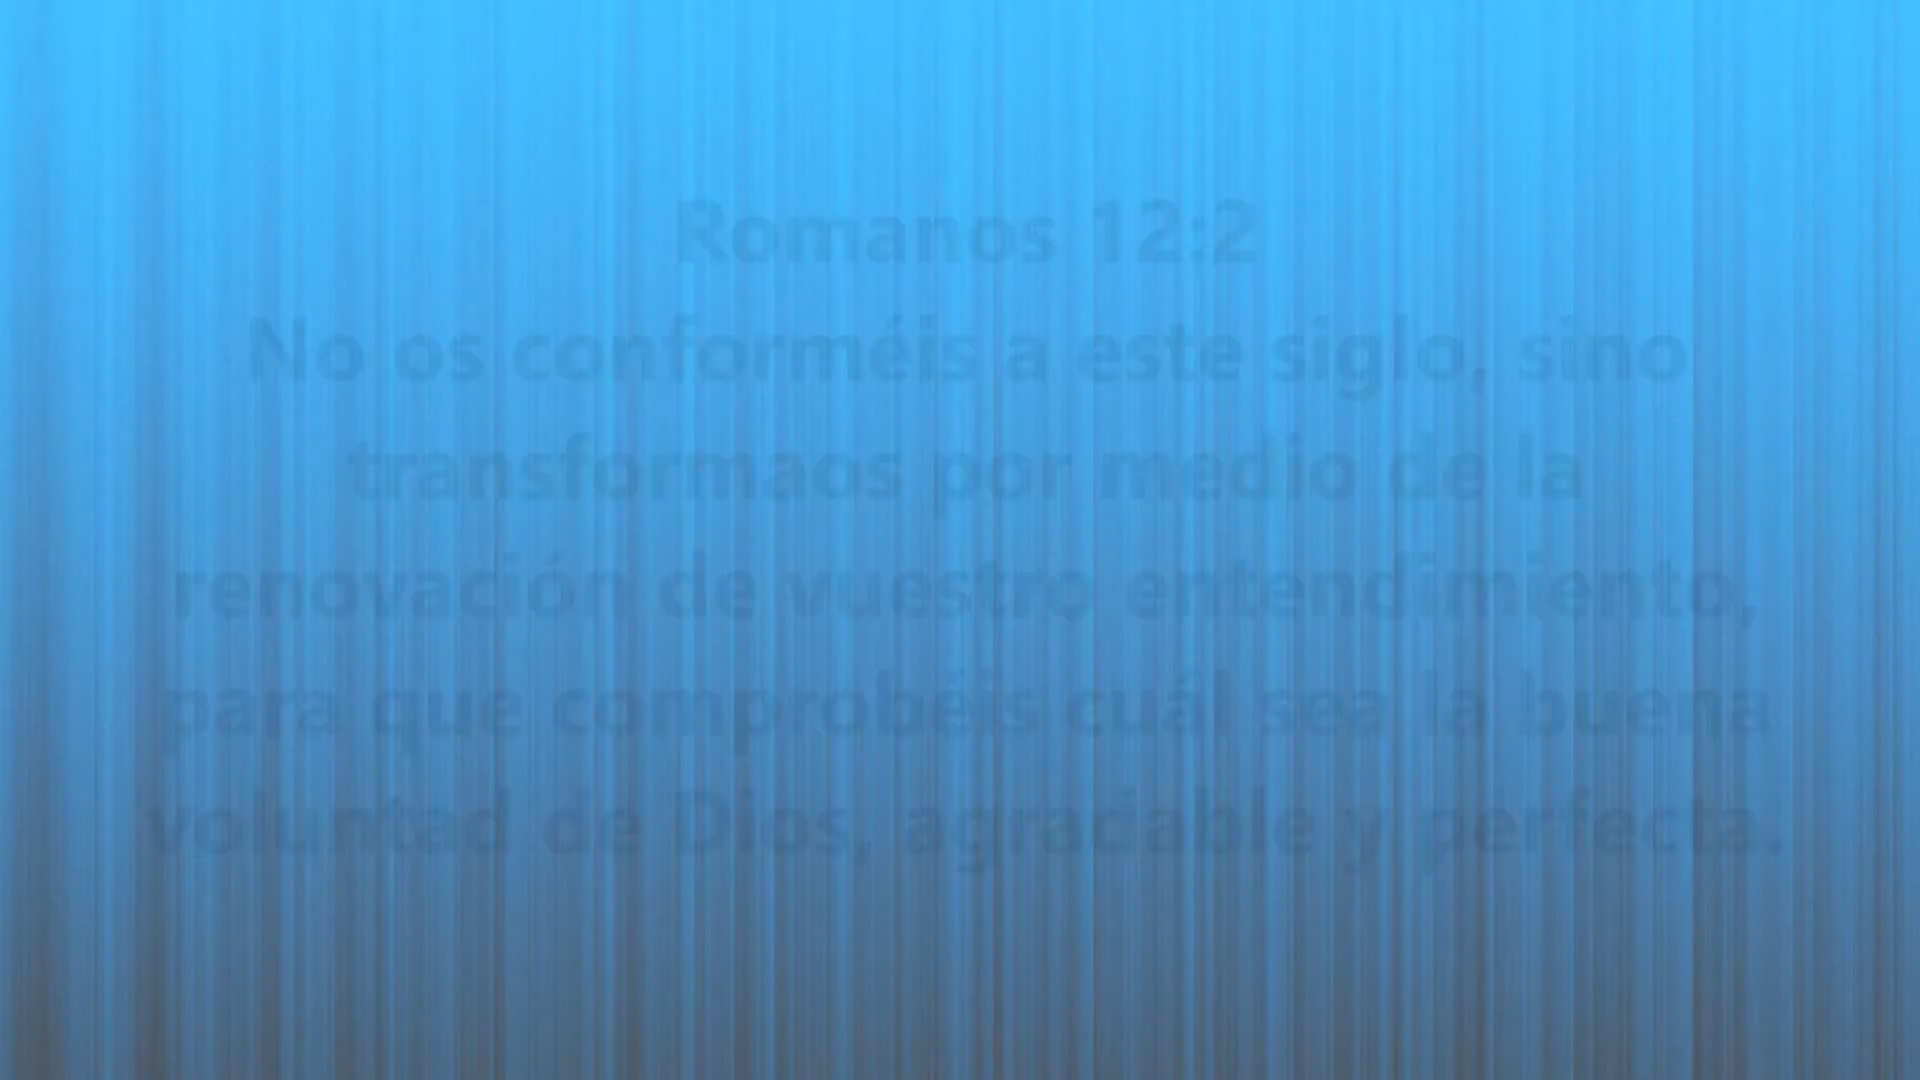 Romanos 12:2
No os conforméis a este siglo, sino
transformaos por medio de la
renovación de vuestro entendimiento,
para que comprobéis cuál sea la buena
voluntad de Dios, agradable y perfecta.